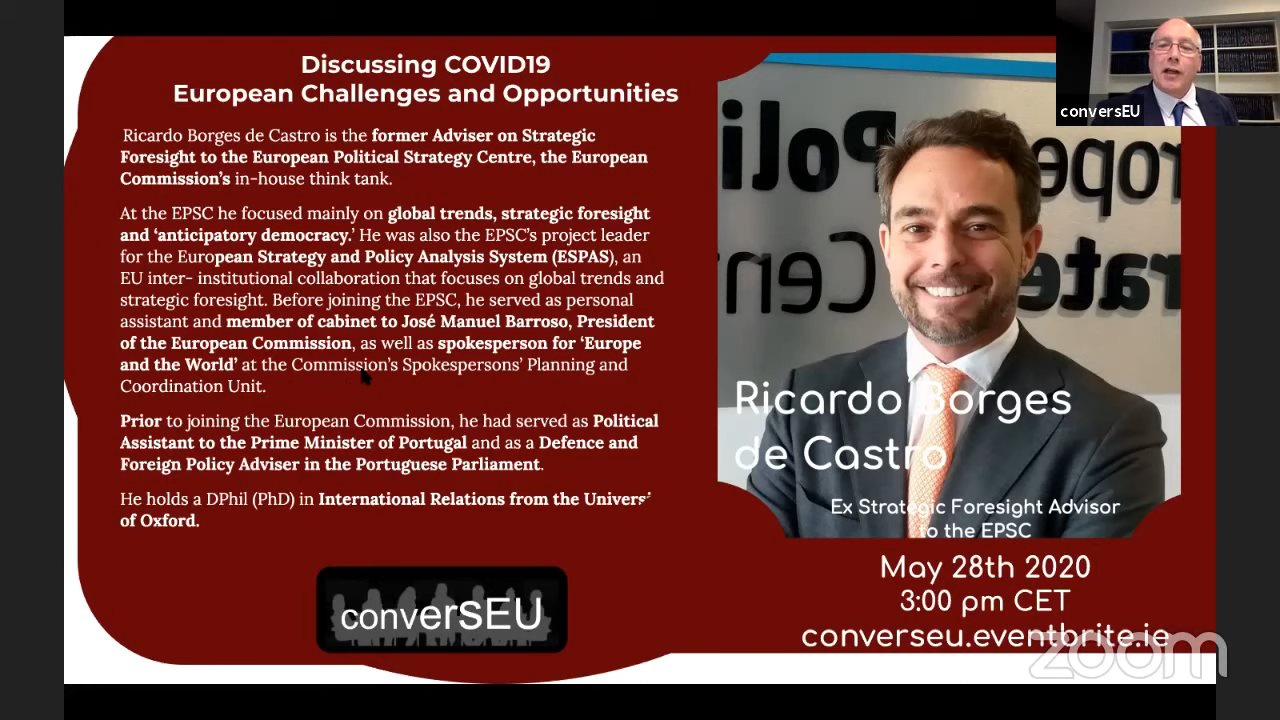 Discussing COVID19
European Challenges and Opportunities
Ricardo Borges de Castro is the former Adviser on Strategic
Foresight to the European Political Strategy Centre, the European
Commission's in-house think tank.
At the EPSC he focused mainly on global trends, strategic foresight
and ‘anticipatory democracy.’ He was also the EPSC's project leader
for the European Strategy and Policy Analysis System (ESPAS), an
EU inter- institutional collaboration that focuses on global trends and
strategic foresight. Before joining the EPSC, he served as personal
assistant and member of cabinet to José Manuel Barroso, President
of the European Commission, as well as spokesperson for ‘Europe
and the World’ at the Commission's Spokespersons’ Planning and
Coordination Unit.
Prior to joining the European Commission, he had served as Political
Assistant to the Prime Minister of Portugal and as a Defence and
Foreign Policy Adviser in the Portuguese Parliament.
He holds a DPhil (PhD) in International Relations from the
of Oxford.
converSEU
conversEU
Ricardo Borges
de Castro
Ex Strategic Foresight Advisor
to the EPSC
May 28th 2020
3:00 pm CET
converseu.eventbrite.ie
zoom